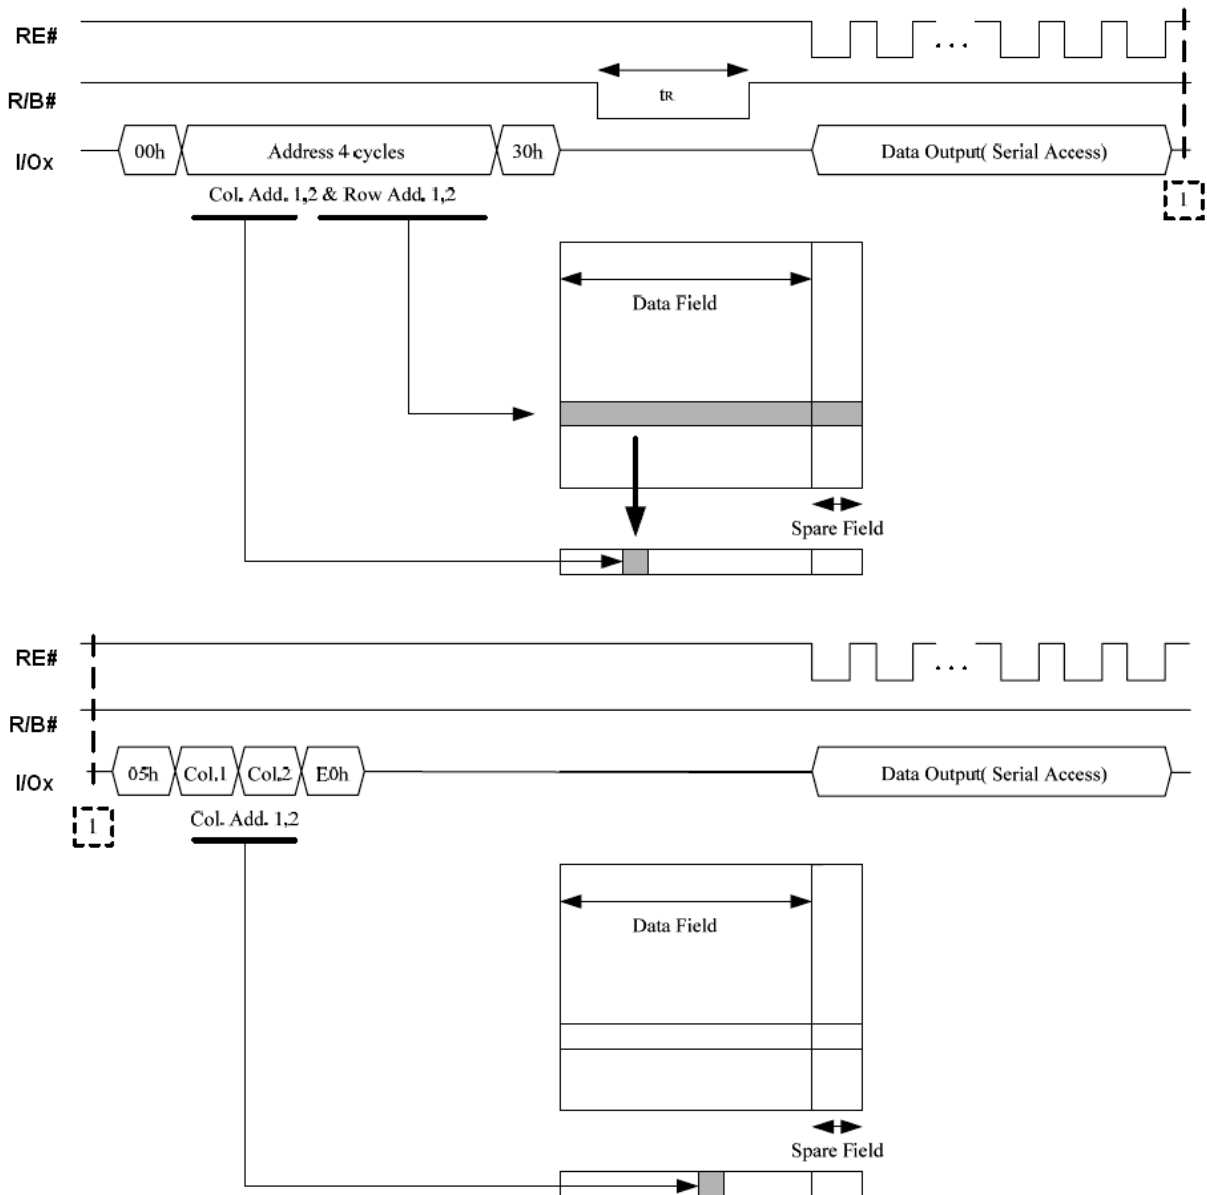 RE#
R/B#
tR
I/Ox
00h
Address 4 cycles
30h
Data Output( Serial Access)
Col. Add. 1,2 & Row Add. 1,2
1
Data Field
Spare Field
RE#
R/B#
I/Ox
05h
Col.1
Col.2
E0h
Data Output( Serial Access)
1
Col. Add. 1,2
Data Field
Spare Field